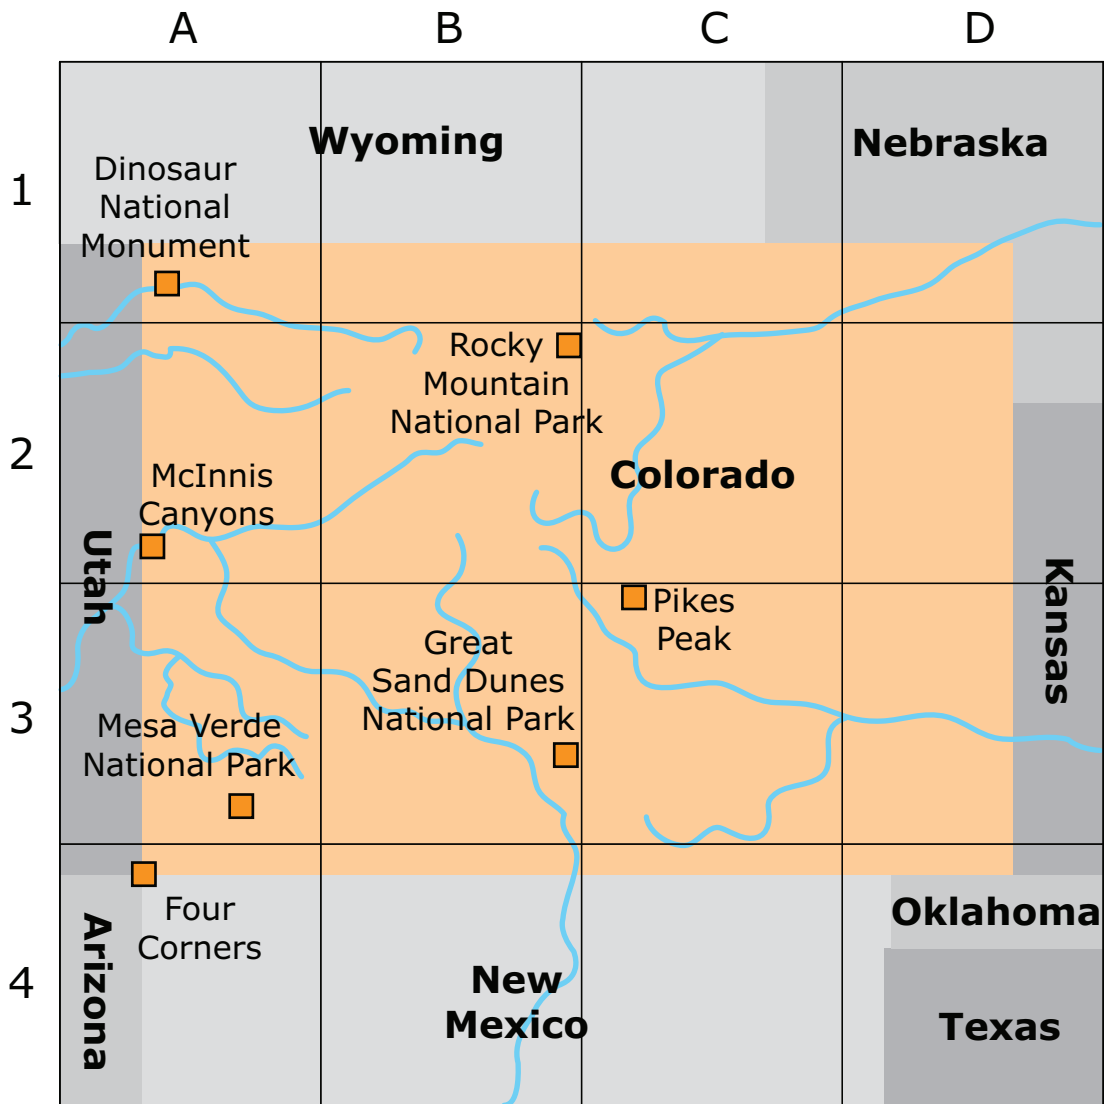 A B C D
1
2
3
4
Wyoming
Nebraska
Dinosaur
National
Monument
Rocky
Mountain
National Park
McInnis
Canyons
Colorado
Utah
Kansas
Pikes
Peak
Great
Sand Dunes
National Park
Mesa Verde
National Park
Four
Corners
Arizona
New
Mexico
Oklahoma
Texas